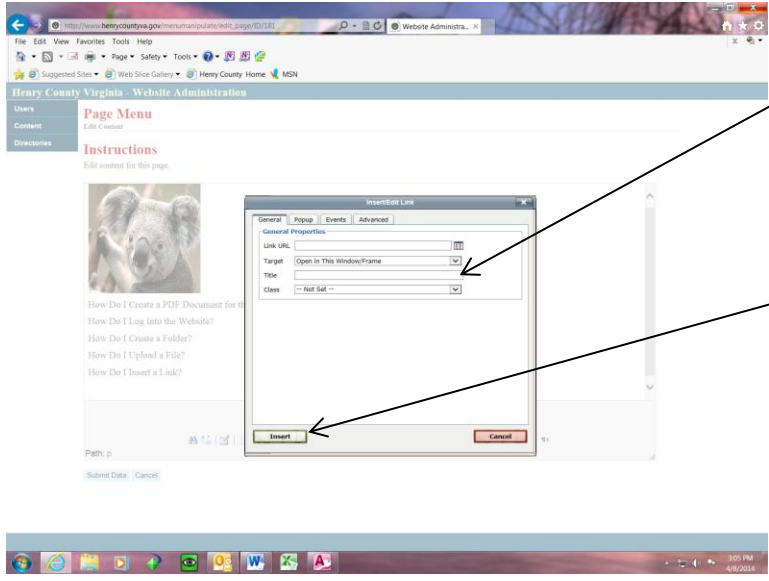 http://www.henrycountyva.gov/menumanipulate/edit_page/ID/181
Website Administra...
File Edit View Favorites Tools Help
Page Safety Tools
Suggested Sites Web Slice Gallery Henry County Home MSN
Henry County Virginia - Website Administration
Users
Content
Directories
Page Menu
Edit Content
Instructions
Edit content for this page.
Insert/Edit Link
General Popup Events Advanced
General Properties
Link URL
Target Open in This Window/Frame
Title
Class -- Not Set --
How Do I Create a PDF Document for th
How Do I Log Into the Website?
How Do I Create a Folder?
How Do I Upload a File?
How Do I Insert a Link?
Insert Cancel
Path: p
Submit Data Cancel
3:05 PM
4/8/2014